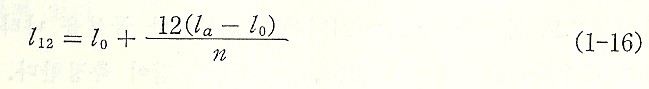 l₁₂ = l₀ + 12(lₐ − l₀) / n (1-16)